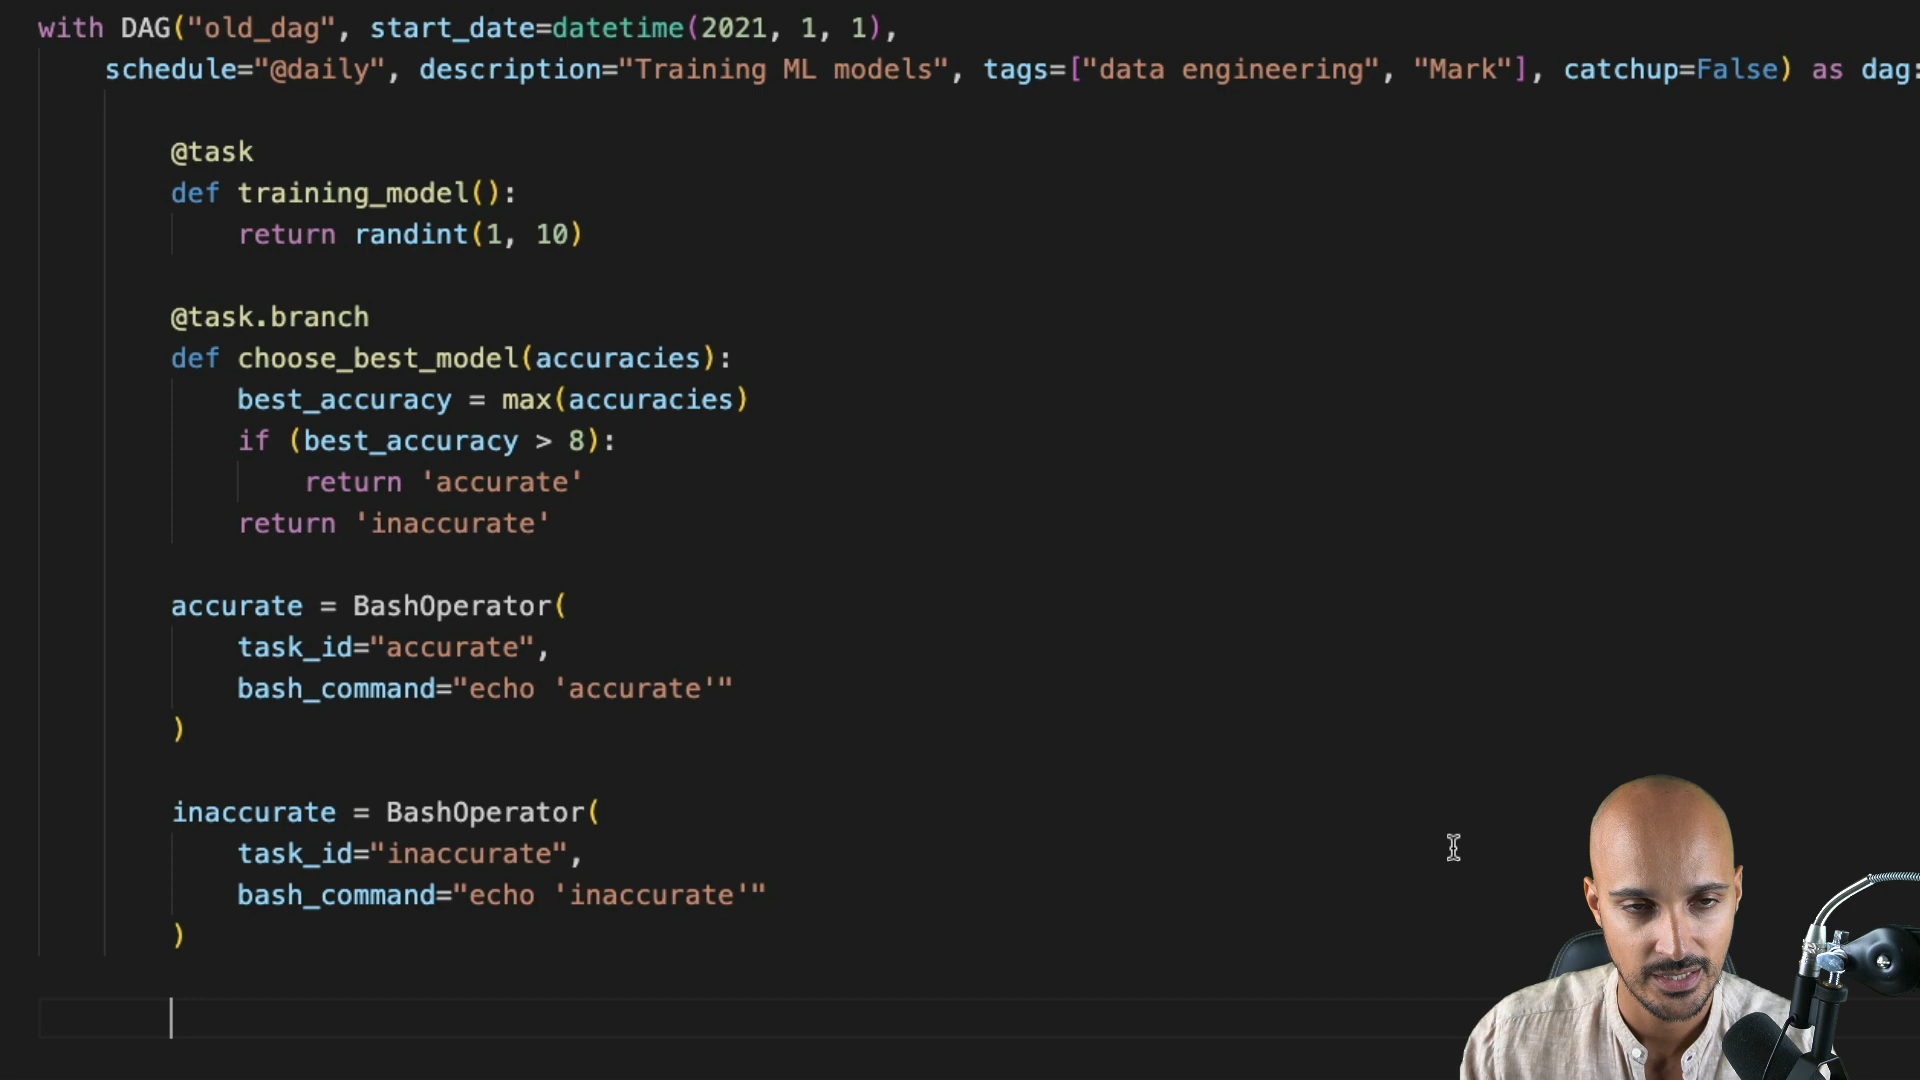 with DAG("old_dag", start_date=datetime(2021, 1, 1),
schedule="@daily", description="Training ML models", tags=["data engineering", "Mark"], catchup=False) as dag:
@task
def training_model():
return randint(1, 10)
@task.branch
def choose_best_model(accuracies):
best_accuracy = max(accuracies)
if (best_accuracy > 8):
return 'accurate'
return 'inaccurate'
accurate = BashOperator(
task_id="accurate",
bash_command="echo 'accurate'"
)
inaccurate = BashOperator(
task_id="inaccurate",
bash_command="echo 'inaccurate'"
)